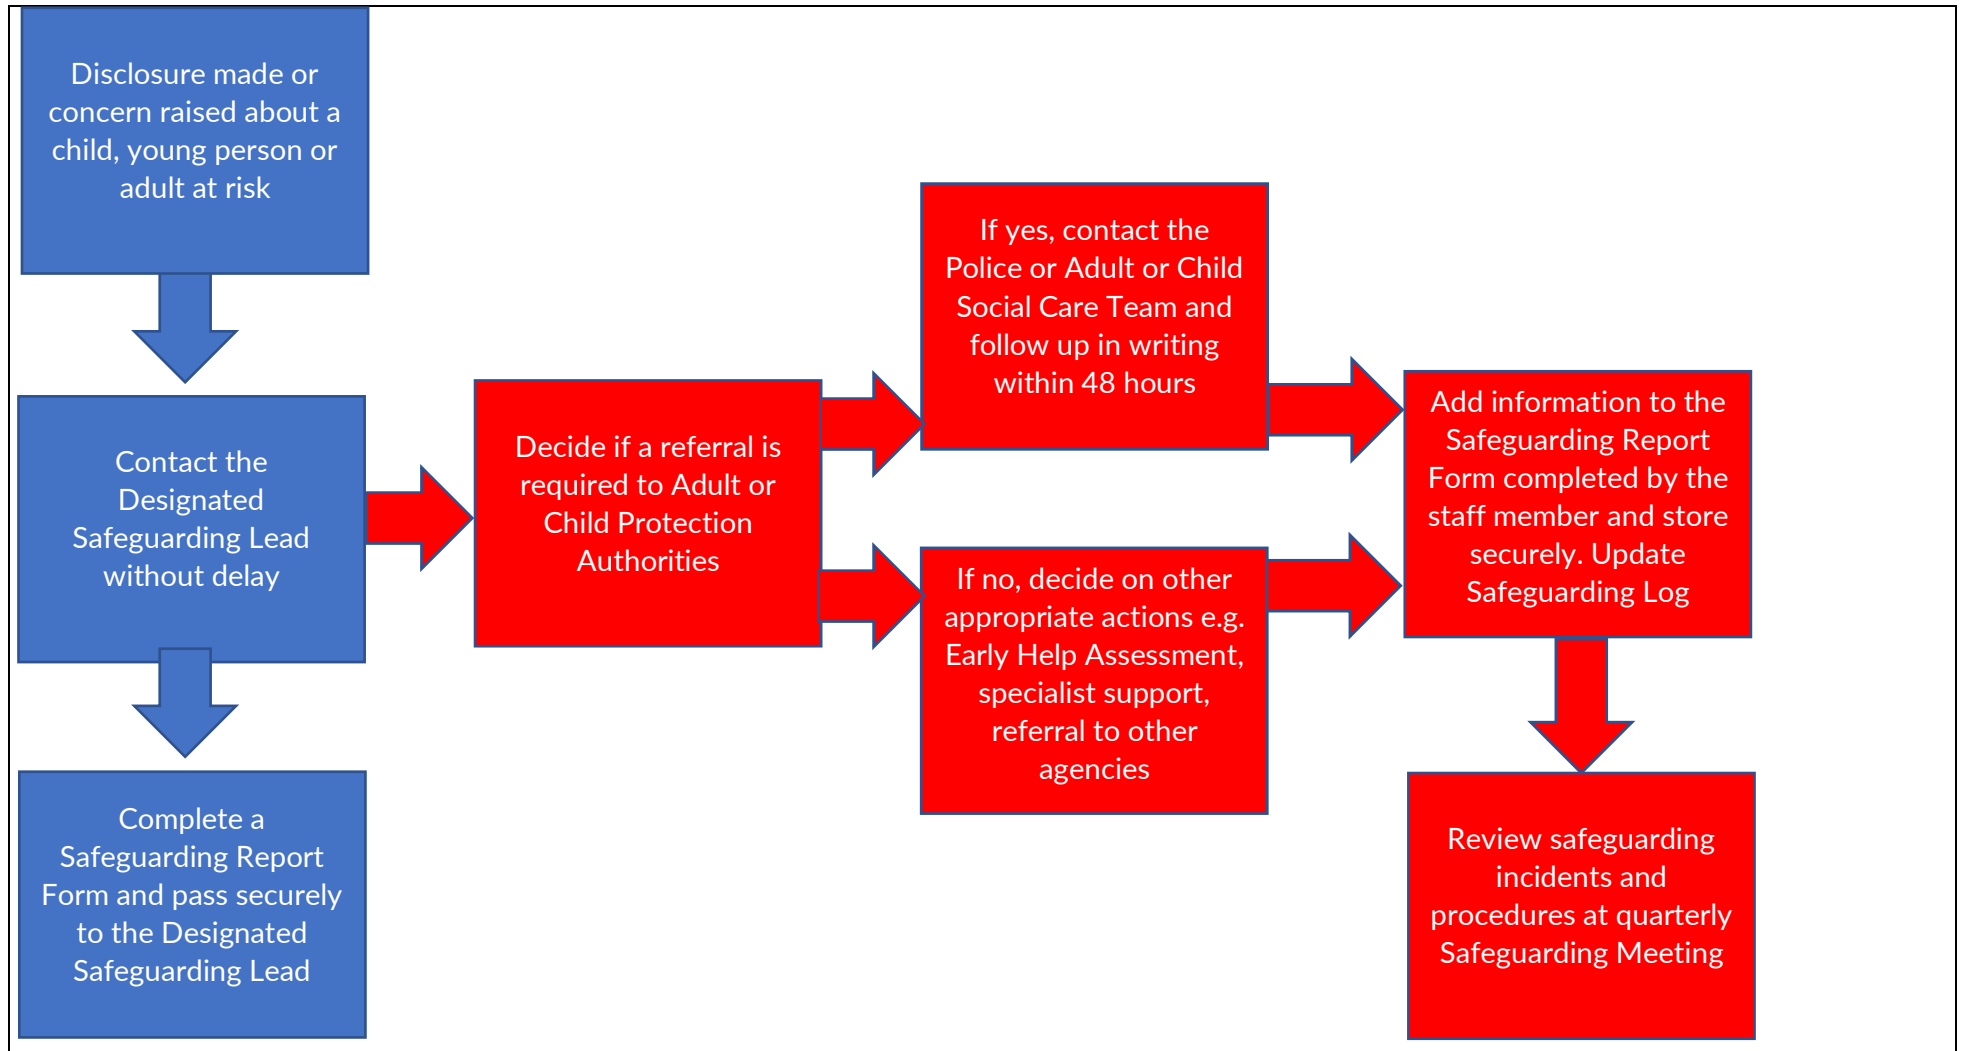 Disclosure made or
concern raised about a
child, young person or
adult at risk
Contact the
Designated
Safeguarding Lead
without delay
Complete a
Safeguarding Report
Form and pass securely
to the Designated
Safeguarding Lead
Decide if a referral is
required to Adult or
Child Protection
Authorities
If yes, contact the
Police or Adult or Child
Social Care Team and
follow up in writing
within 48 hours
If no, decide on other
appropriate actions e.g.
Early Help Assessment,
specialist support,
referral to other
agencies
Add information to the
Safeguarding Report
Form completed by the
staff member and store
securely. Update
Safeguarding Log
Review safeguarding
incidents and
procedures at quarterly
Safeguarding Meeting